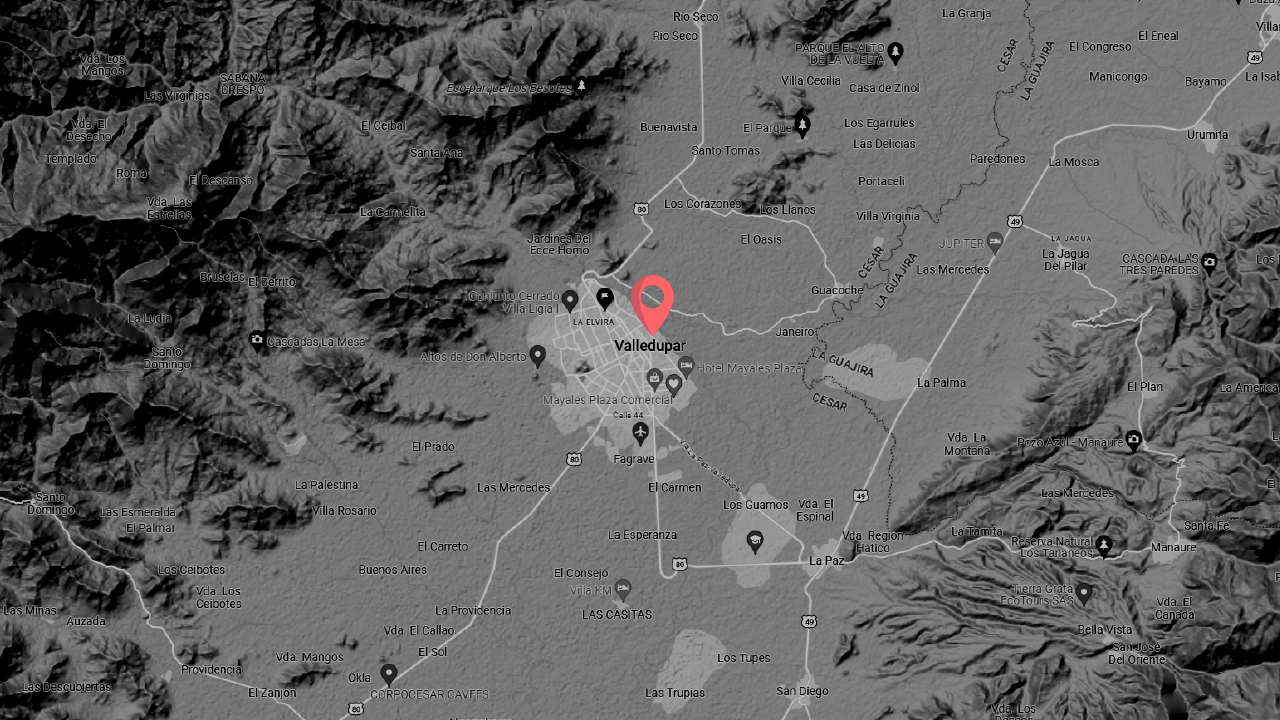 Rio Seco
Rio Seco
La Granja
El Eneal
El Congreso
CESAR
LA GUAJIRA
PARQUE EL ALTO
DE LA VUELTA
49
Vda. Los
Mangos
SABANA
CRESPO
Las Virginias
Eco-parque Los Besotes
Villa Cecilia
Casa de Zinol
Manicongo
Bayamo
Vda. El
Desecho
El Ceibal
Buenavista
El Parque
Los Egarrules
Urumita
Templado
Roma
El Descanso
Santa Ana
Santo Tomas
Las Delicias
Paredones
La Mosca
Portaceli
Vda. Las
Estrellas
La Carmelita
80
Los Corazones
Los Llanos
Villa Virginia
49
Jardines Del
Ecce Homo
El Oasis
JUPITER
LA JAGUA
La Jagua
Del Pilar
CESAR
LA GUAJIRA
Las Mercedes
CASCADA LAS
TRES PAREDES
Bruselas
El Cerrito
Guacoche
Conjunto Cerrado
Villa Ligia I
LA ELVIRA
La Ludia
Janeiro
Valledupar
Cascadas La Mesa
Santo
Domingo
Altos de Don Alberto
Hotel Mayales Plaza
LA GUAJIRA
CESAR
La Palma
El Plan
La America
Mayales Plaza Comercial
Calle 44
El Prado
Fagrave
80
Vda. La
Montana
Pozo Azul - Manaure
La Palestina
Las Mercedes
El Carmen
49
Las Mercedes
Santo
Domingo
Las Esmeralda
El Palmar
Villa Rosario
Los Guamos
Vda. El
Espinal
Santa Fe
La Esperanza
La Tamita
Vda. Region
Hatico
El Carreto
Reserva Natural
Los Tananeos
Manaure
80
La Paz
Los Ceibotes
Buenos Aires
El Consejo
Villa KM
Tierra Grata
EcoTours SAS
Vda. Los
Ceibotes
Las Minas
Auzada
La Providencia
LAS CASITAS
49
Vda. El
Canada
Vda. El Callao
Bella Vista
El Sol
San José
Del Oriente
Vda. Mangos
Los Tupes
Providencia
Okla
Las Descubiertas
El Zanjon
CORPOCESAR CAVFFS
Las Trupias
San Diego
80
Vda. Los